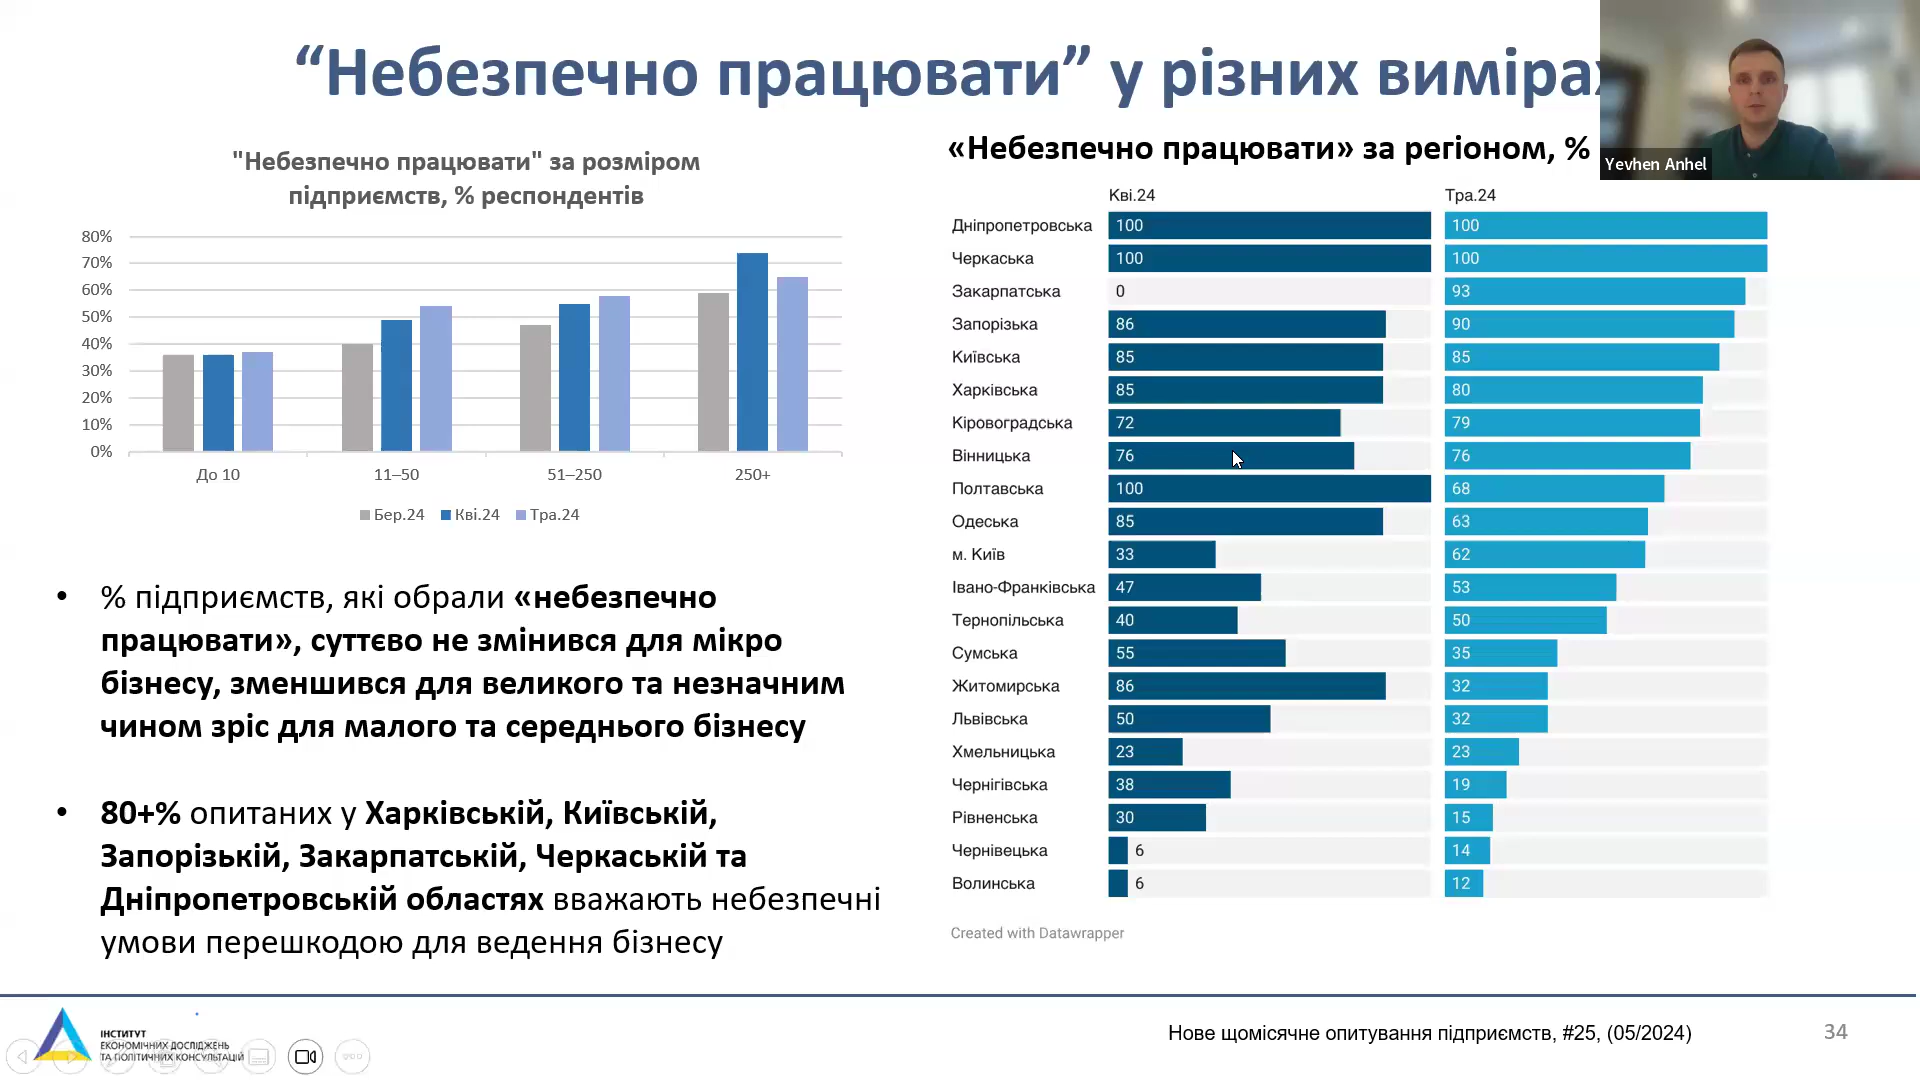 “Небезпечно працювати” у різних вимірах
Yevhen Anhel
"Небезпечно працювати" за розміром
підприємств, % респондентів
80%
70%
60%
50%
40%
30%
20%
10%
0%
До 10 11–50 51–250 250+
Бер.24 Кві.24 Тра.24
• % підприємств, які обрали «небезпечно
працювати», суттєво не змінився для мікро
бізнесу, зменшився для великого та незначним
чином зріс для малого та середнього бізнесу
• 80+% опитаних у Харківській, Київській,
Запорізькій, Закарпатській, Черкаській та
Дніпропетровській областях вважають небезпечні
умови перешкодою для ведення бізнесу
«Небезпечно працювати» за регіоном, %
Кві.24 Тра.24
Дніпропетровська 100 100
Черкаська 100 100
Закарпатська 0 93
Запорізька 86 90
Київська 85 85
Харківська 85 80
Кіровоградська 72 79
Вінницька 76 76
Полтавська 100 68
Одеська 85 63
м. Київ 33 62
Івано-Франківська 47 53
Тернопільська 40 50
Сумська 55 35
Житомирська 86 32
Львівська 50 32
Хмельницька 23 23
Чернігівська 38 19
Рівненська 30 15
Чернівецька 6 14
Волинська 6 12
Created with Datawrapper
ІНСТИТУТ
ЕКОНОМІЧНИХ ДОСЛІДЖЕНЬ
ТА ПОЛІТИЧНИХ КОНСУЛЬТАЦІЙ
Нове щомісячне опитування підприємств, #25, (05/2024)
34